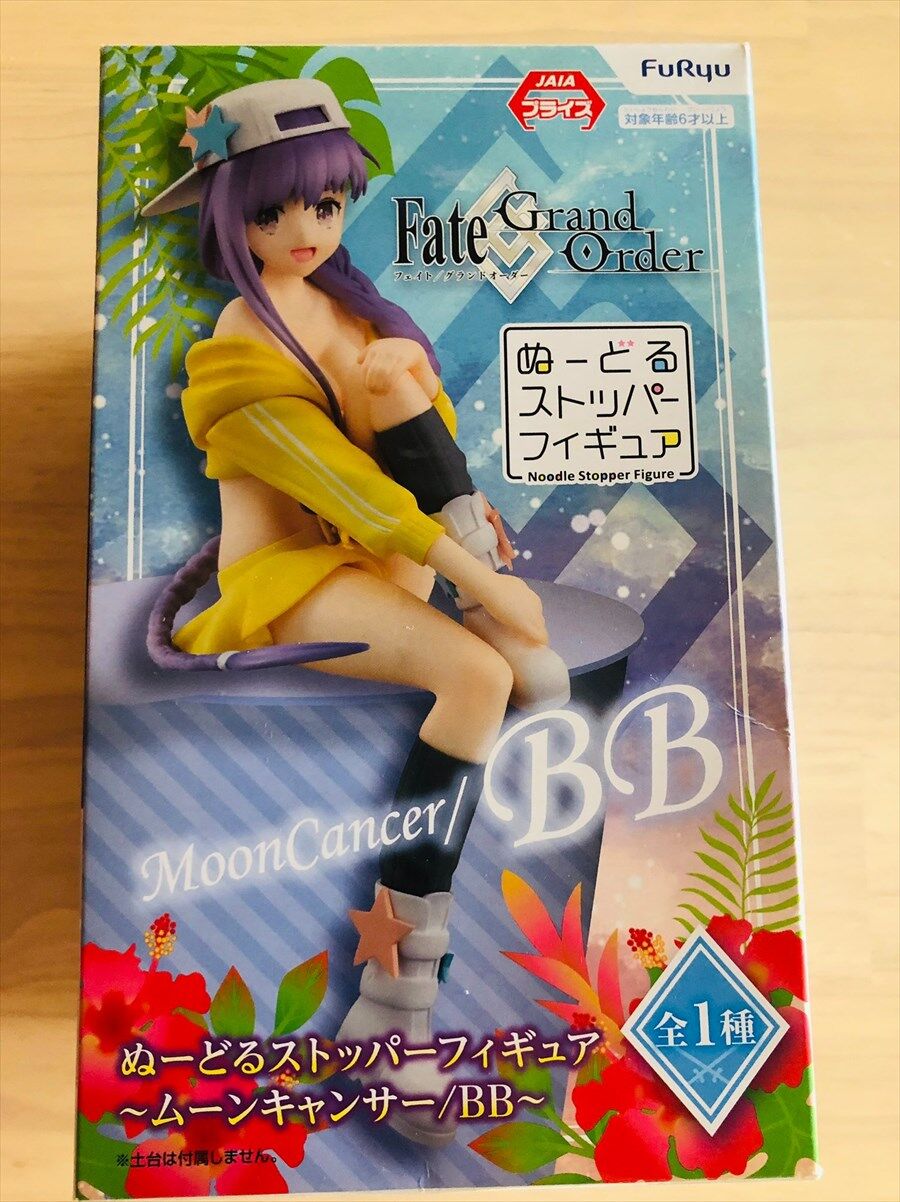 FuRyu
JAIA
プライズ
対象年齢6才以上
Fate
Grand
Order
フェイト/グランドオーダー
ぬーどる
ストッパー
フィギュア
Noodle Stopper Figure
MoonCancer/BB
全1種
ぬーどるストッパーフィギュア
～ムーンキャンサー/BB～
※土台は付属しません。